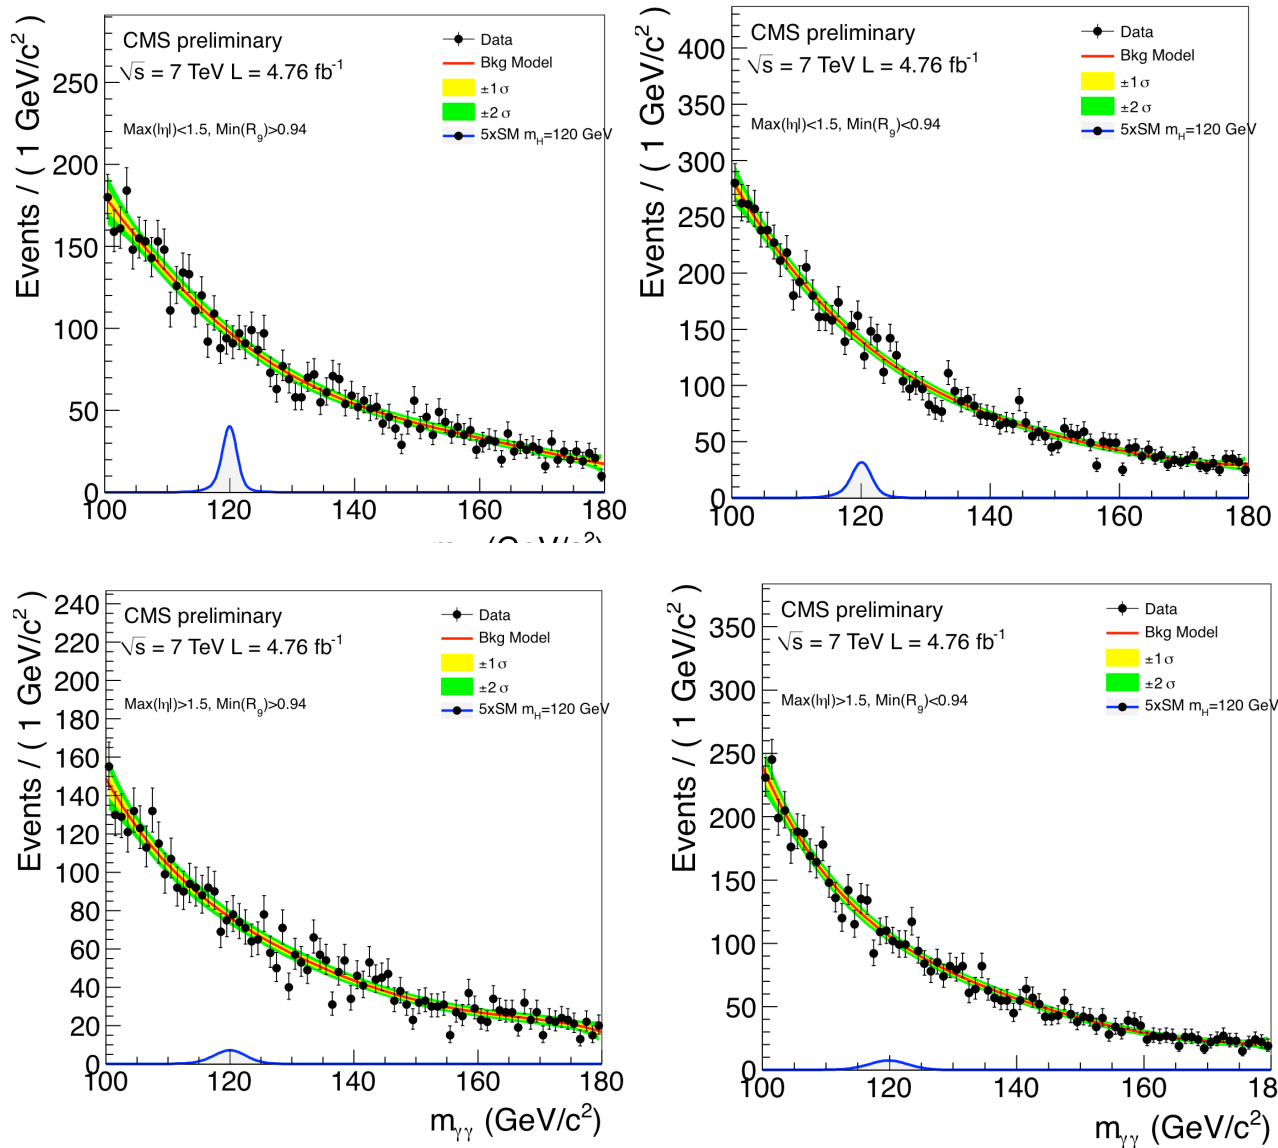 Events / ( 1 GeV/c² )
CMS preliminary
√s = 7 TeV L = 4.76 fb⁻¹
Max(|η|)<1.5, Min(R₉)>0.94
Data
Bkg Model
±1σ
±2σ
5xSM m_H=120 GeV
250
200
150
100
50
0
100 120 140 160 180
m (GeV/c²)
Events / ( 1 GeV/c² )
CMS preliminary
√s = 7 TeV L = 4.76 fb⁻¹
Max(|η|)<1.5, Min(R₉)<0.94
Data
Bkg Model
±1σ
±2σ
5xSM m_H=120 GeV
400
350
300
250
200
150
100
50
0
100 120 140 160 180
Events / ( 1 GeV/c² )
CMS preliminary
√s = 7 TeV L = 4.76 fb⁻¹
Max(|η|)>1.5, Min(R₉)>0.94
Data
Bkg Model
±1σ
±2σ
5xSM m_H=120 GeV
240
220
200
180
160
140
120
100
80
60
40
20
0
100 120 140 160 180
m_γγ (GeV/c²)
Events / ( 1 GeV/c² )
CMS preliminary
√s = 7 TeV L = 4.76 fb⁻¹
Max(|η|)>1.5, Min(R₉)<0.94
Data
Bkg Model
±1σ
±2σ
5xSM m_H=120 GeV
350
300
250
200
150
100
50
0
100 120 140 160 18
m_γγ (GeV/c²)